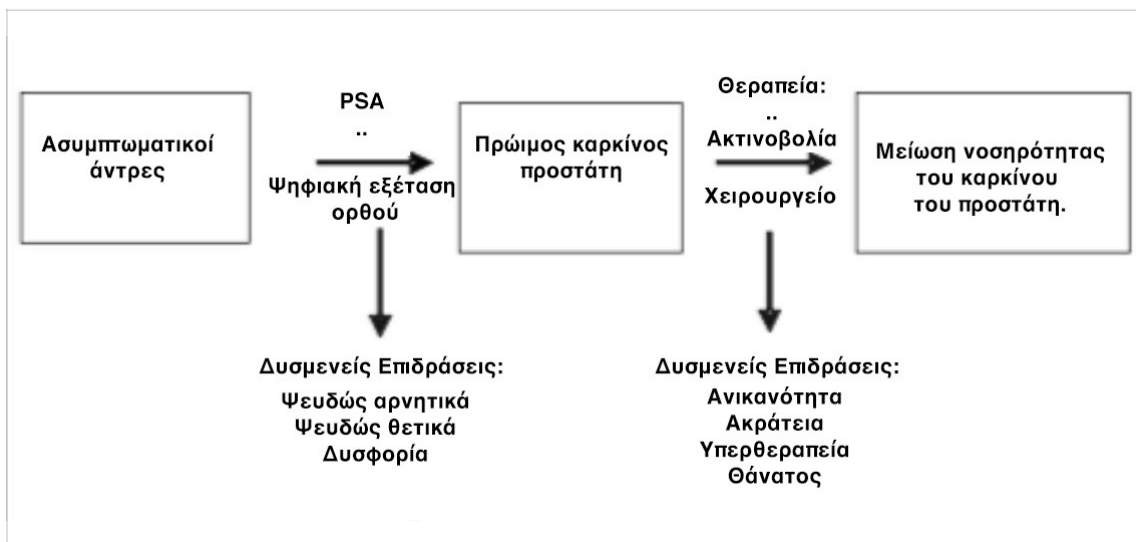 Ασυμπτωματικοί
άντρες
PSA
..
Ψηφιακή εξέταση
ορθού
Πρώιμος καρκίνος
προστάτη
Θεραπεία:
..
Ακτινοβολία
Χειρουργείο
Μείωση νοσηρότητας
του καρκίνου
του προστάτη.
Δυσμενείς Επιδράσεις:
Ψευδώς αρνητικά
Ψευδώς θετικά
Δυσφορία
Δυσμενείς Επιδράσεις:
Ανικανότητα
Ακράτεια
Υπερθεραπεία
Θάνατος